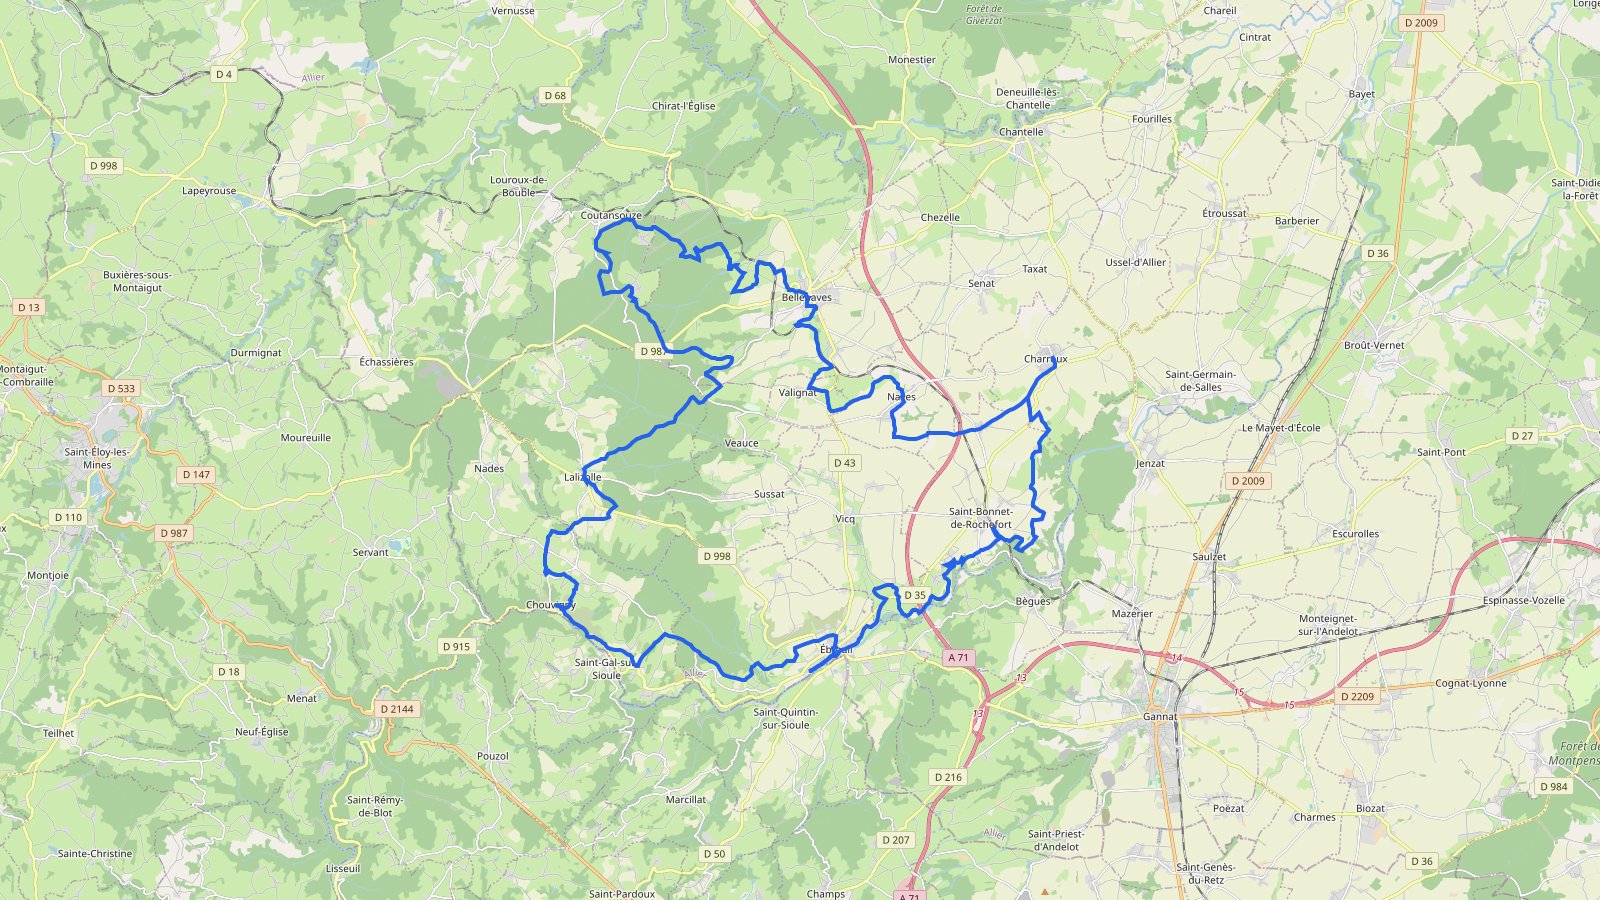 Vernusse
Forêt de
Giverzat
Chareil
Lorige
D 2009
Cintrat
Monestier
D 4
Allier
Bayet
D 68
Chirat-l'Église
Deneuille-lès-
Chantelle
Fourilles
Chantelle
D 998
Lapeyrouse
Louroux-de-
Bouble
Saint-Didie
la-Forêt
Coutansouze
Chezelle
Étroussat
Barberier
D 36
Buxières-sous-
Montaigut
Ussel-d'Allier
Taxat
Senat
D 13
Bellenaves
Broût-Vernet
Durmignat
D 987
Charroux
Échassières
Montaigut-
-Combraille
Saint-Germain-
de-Salles
D 533
Valignat
Naves
Le Mayet-d'École
Moureuille
Veauce
D 27
Saint-Pont
Saint-Éloy-les-
Mines
Nades
D 43
Jenzat
D 147
Lalizolle
D 2009
Sussat
D 110
Vicq
Saint-Bonnet-
de-Rochefort
D 987
Escurolles
Servant
D 998
Saulzet
Montjoie
D 35
Chouvigny
Bègues
Espinasse-Vozelle
Mazerier
Monteignet-
sur-l'Andelot
D 915
Ébreuil
A 71
14
Saint-Gal-sur-
Sioule
D 18
Allier
13
15
Cognat-Lyonne
Menat
D 2144
D 2209
15
Saint-Quintin-
sur-Sioule
13
Gannat
Teilhet
Neuf-Église
Forêt de
Montpens
Pouzol
D 216
D 984
Saint-Rémy-
de-Blot
Marcillat
Poëzat
Biozat
Charmes
Allier
Saint-Priest-
d'Andelot
D 207
Sainte-Christine
D 50
D 36
Lisseuil
Saint-Genès-
du-Retz
Saint-Pardoux
Champs
A 71